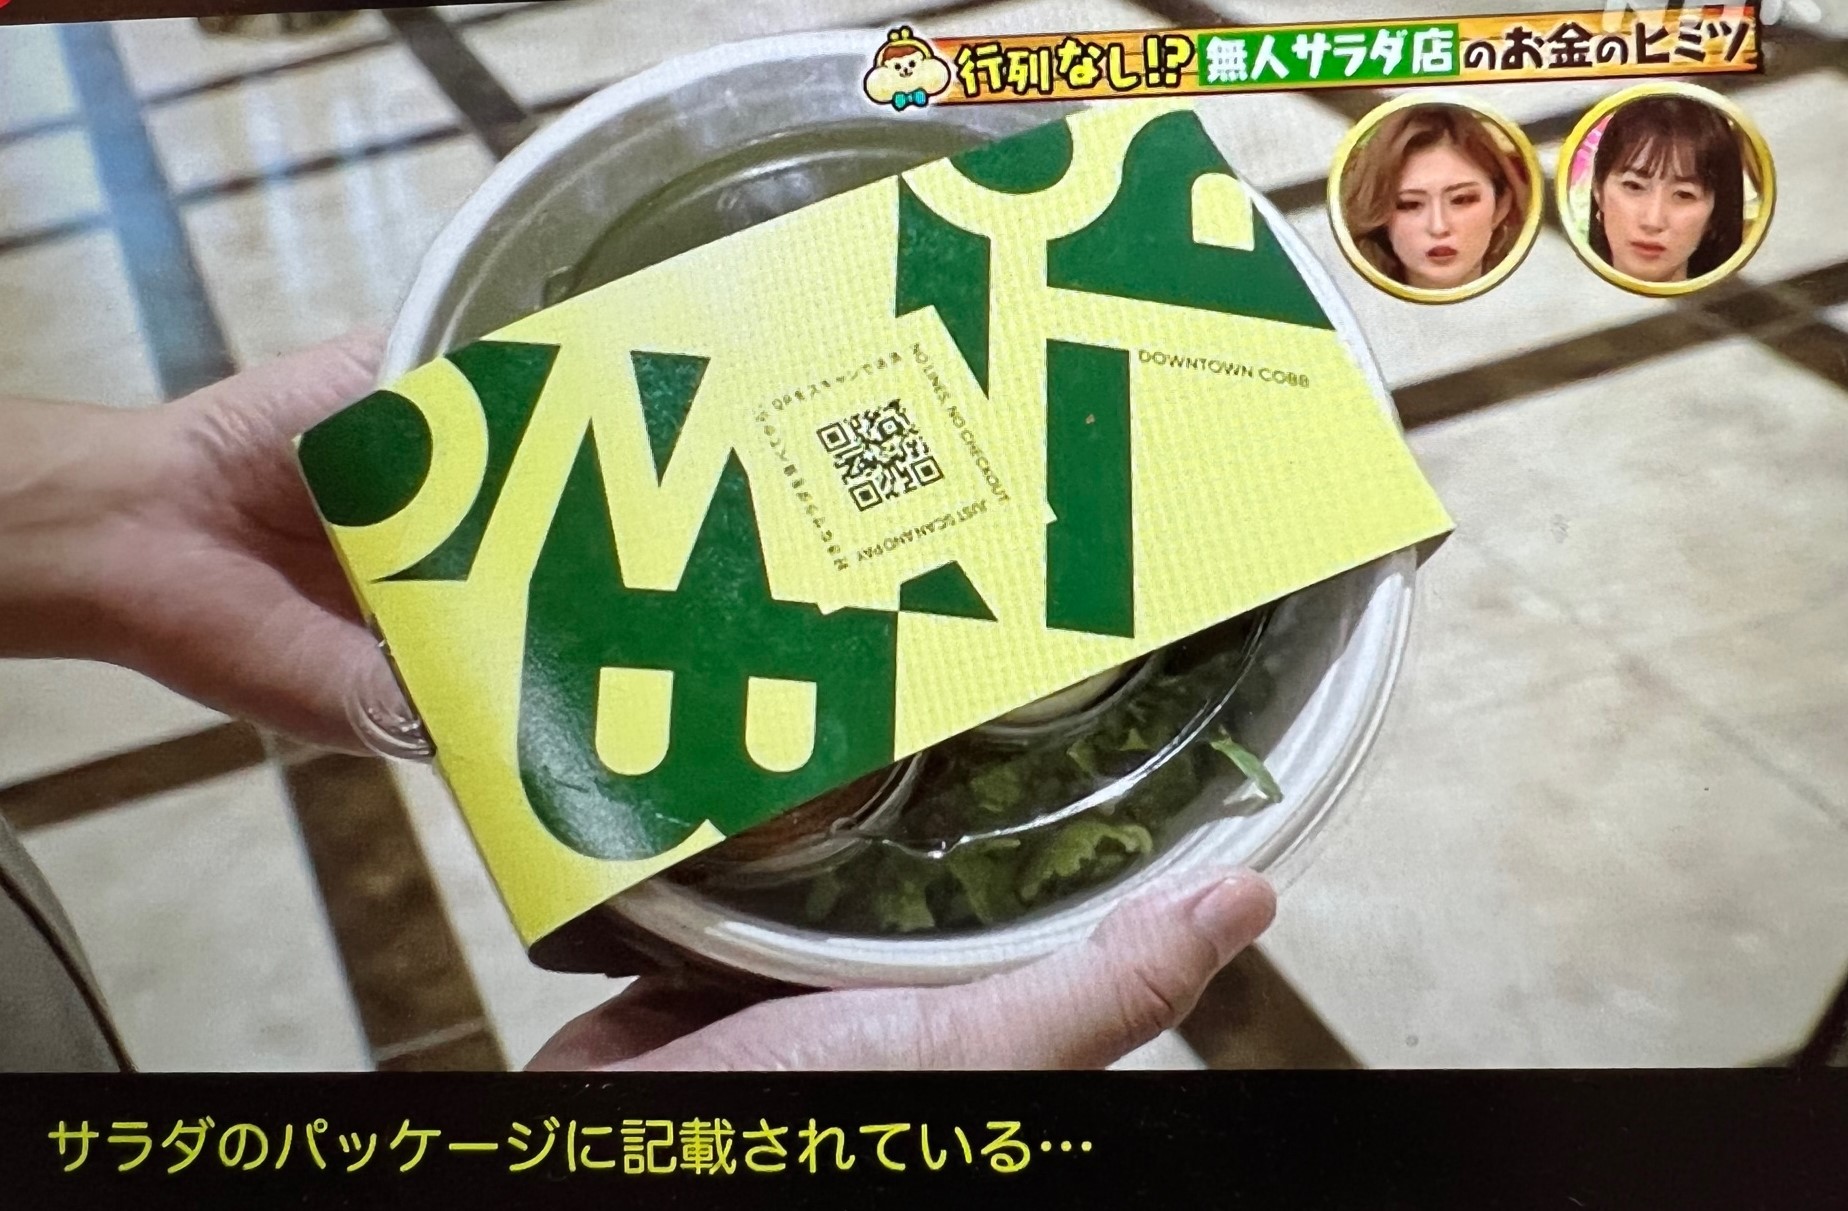 NHK
行列なし!?無人サラダ店のお金のヒミツ
DOWNTOWN COBB
NO LINES, NO CHECKOUT
JUST SCAN AND PAY
サラダのパッケージに記載されている…